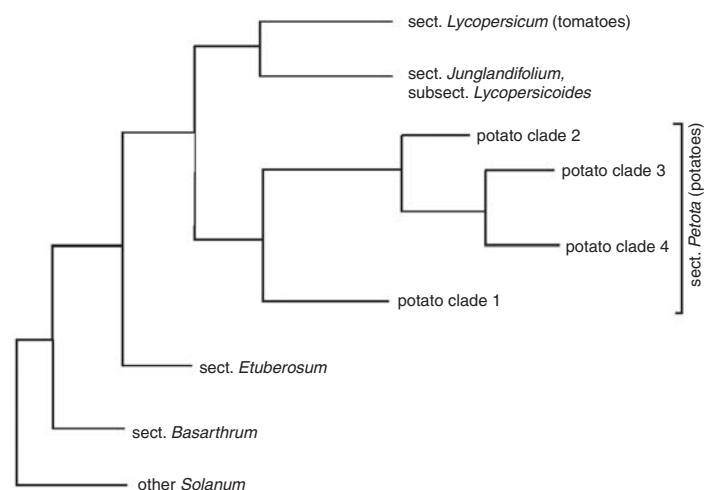 sect. Lycopersicum (tomatoes)
sect. Junglandifolium,
subsect. Lycopersicoides
potato clade 2
potato clade 3
potato clade 4
potato clade 1
sect. Petota (potatoes)
sect. Etuberosum
sect. Basarthrum
other Solanum